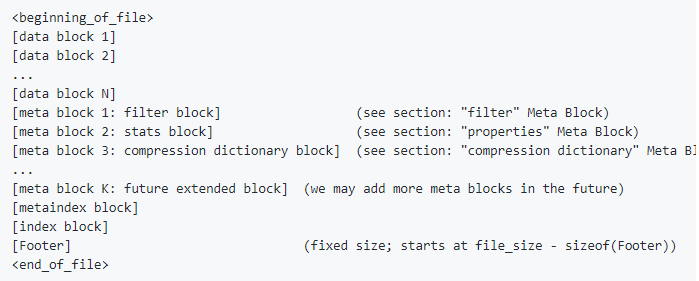 <beginning_of_file>
[data block 1]
[data block 2]
...
[data block N]
[meta block 1: filter block] (see section: "filter" Meta Block)
[meta block 2: stats block] (see section: "properties" Meta Block)
[meta block 3: compression dictionary block] (see section: "compression dictionary" Meta Bl
...
[meta block K: future extended block] (we may add more meta blocks in the future)
[metaindex block]
[index block]
[Footer] (fixed size; starts at file_size - sizeof(Footer))
<end_of_file>